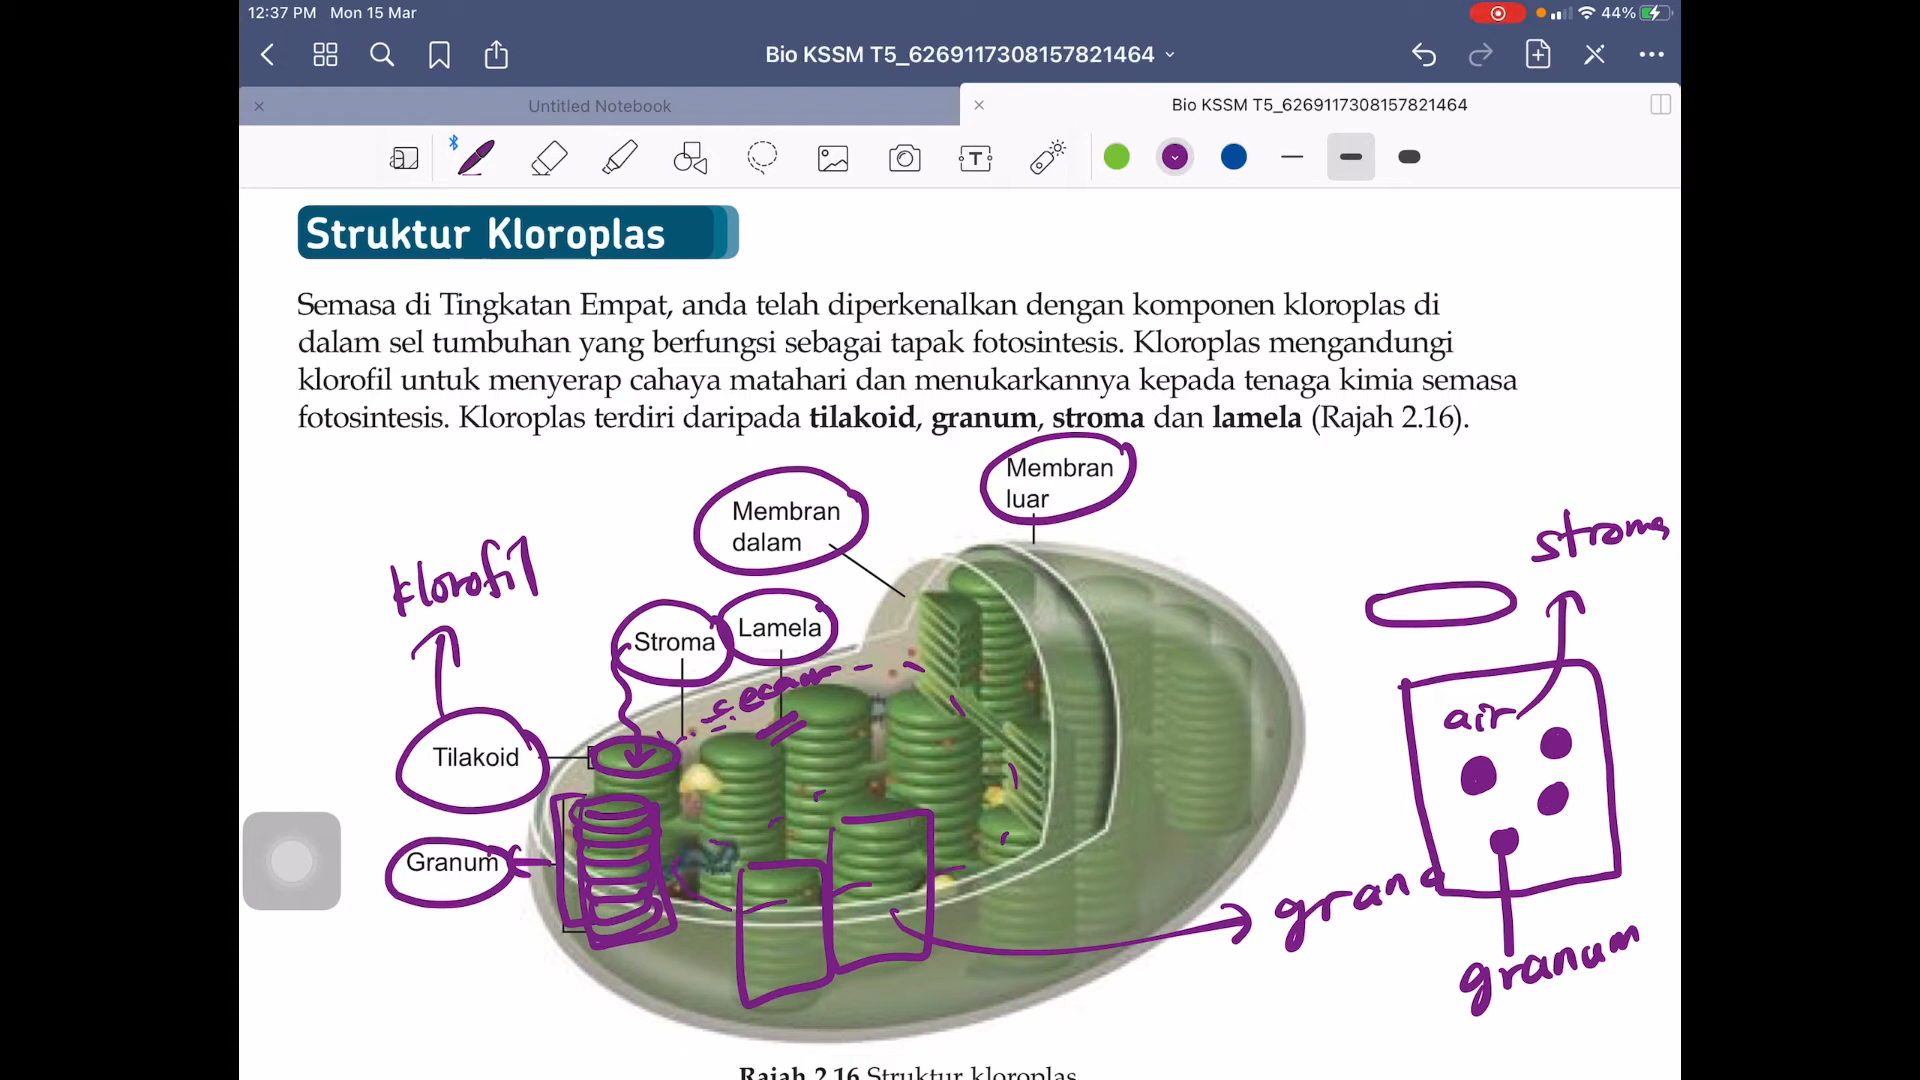 12:37 PM Mon 15 Mar
44%
Bio KSSM T5_6269117308157821464
Untitled Notebook
Bio KSSM T5_6269117308157821464
T
Struktur Kloroplas
Semasa di Tingkatan Empat, anda telah diperkenalkan dengan komponen kloroplas di
dalam sel tumbuhan yang berfungsi sebagai tapak fotosintesis. Kloroplas mengandungi
klorofil untuk menyerap cahaya matahari dan menukarkannya kepada tenaga kimia semasa
fotosintesis. Kloroplas terdiri daripada tilakoid, granum, stroma dan lamela (Rajah 2.16).
Membran
luar
Membran
dalam
stroma
klorofil
Lamela
Stroma
air
Tilakoid
Granum
grana
granum
Rajah 2.16 Struktur kloroplas